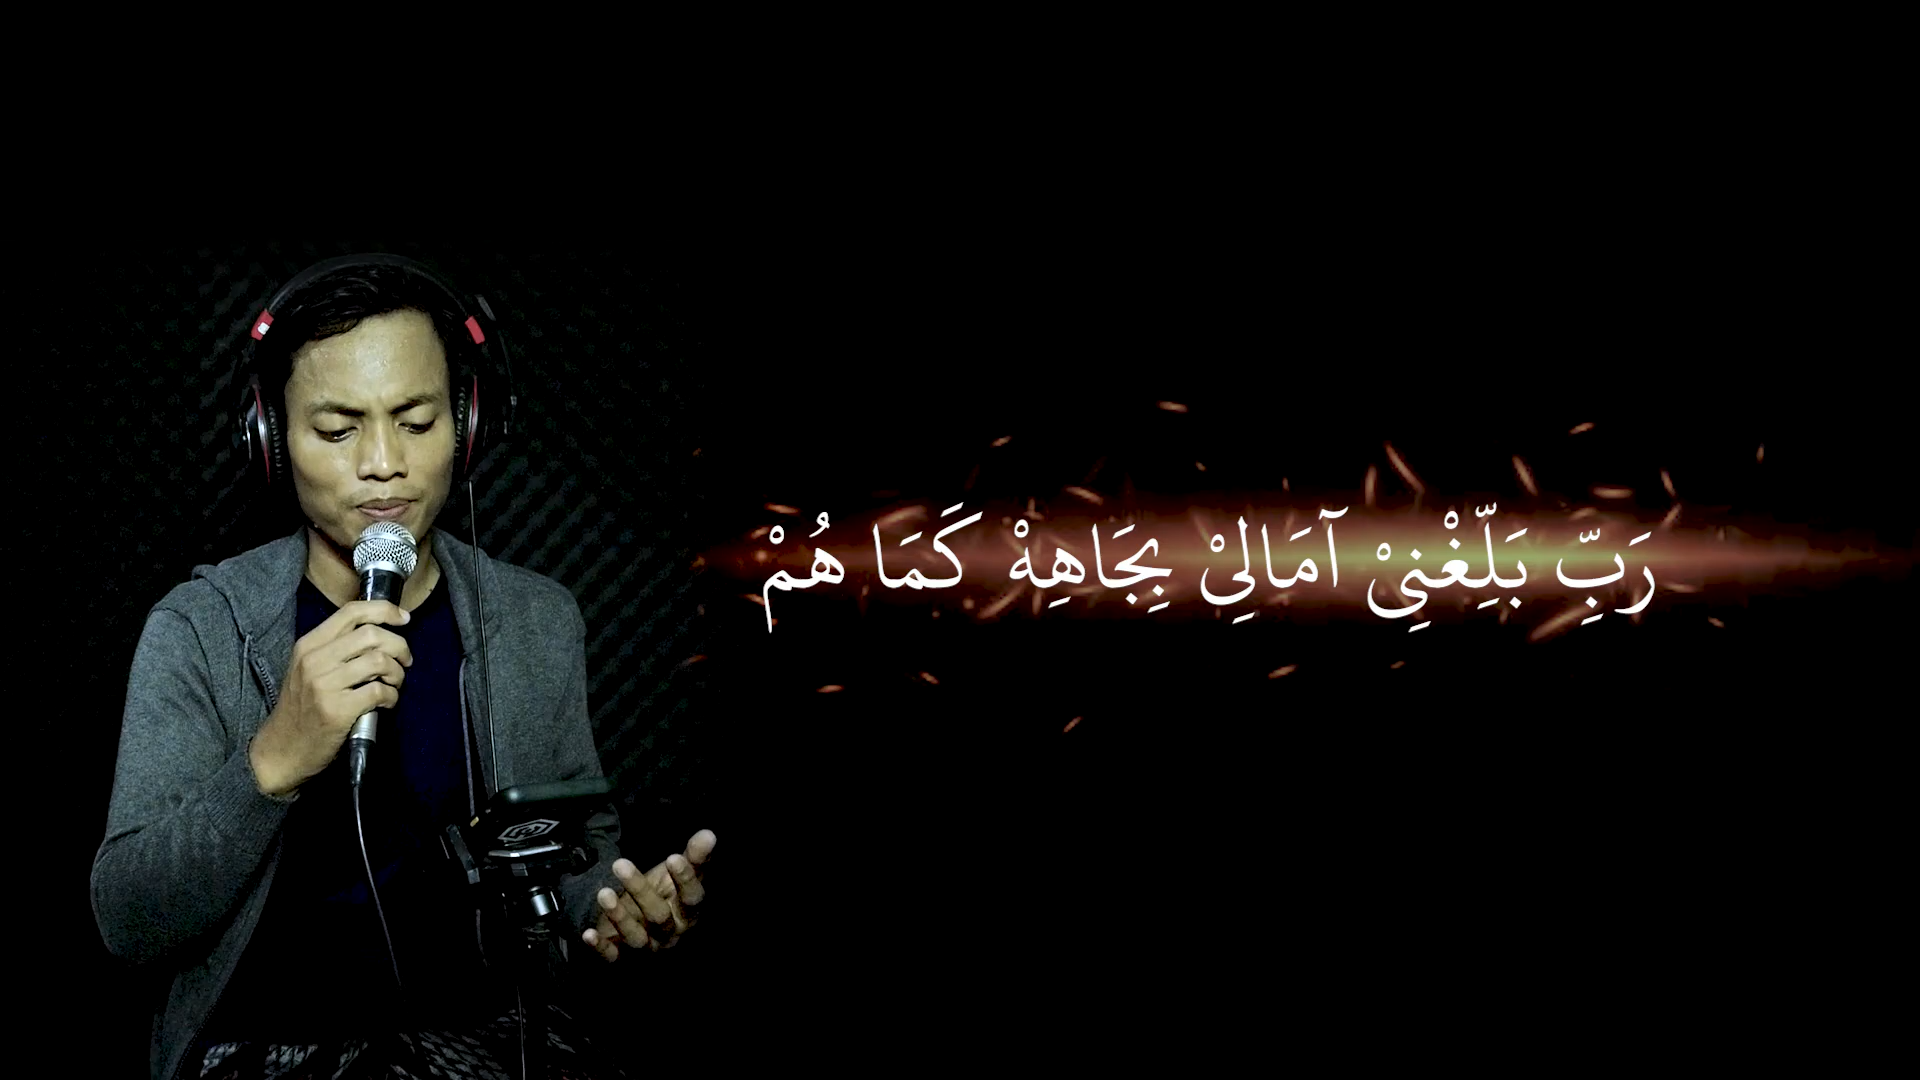 رَبِّ بَلِّغْنِيْ آمَالِيْ بِجَاهِهْ كَمَا هُمْ